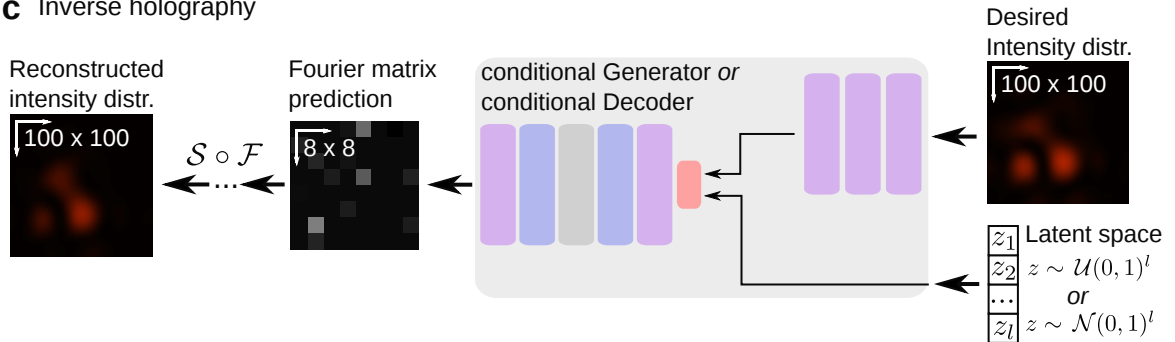 c Inverse holography
Reconstructed
intensity distr.
100 x 100
𝒮 ∘ ℱ
...
Fourier matrix
prediction
8 x 8
conditional Generator or
conditional Decoder
Desired
Intensity distr.
100 x 100
z₁ Latent space
z₂ z ∼ 𝒰(0, 1)ˡ
... or
zₗ z ∼ 𝒩(0, 1)ˡ